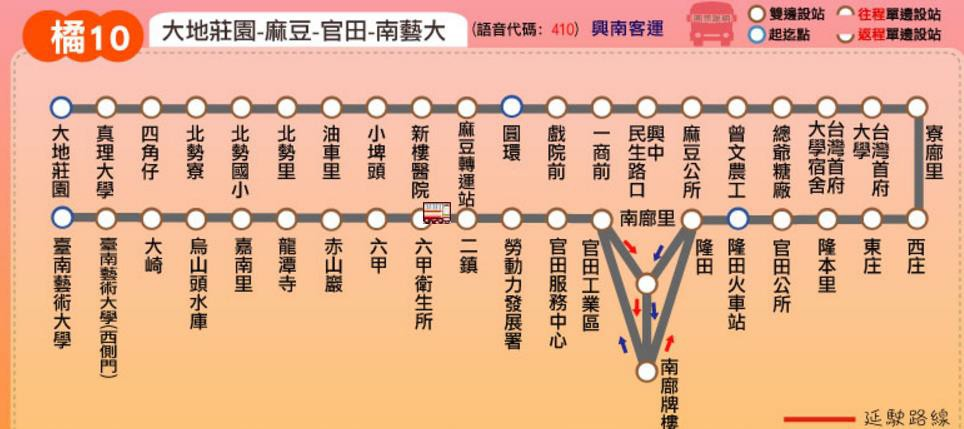 橘10
大地莊園-麻豆-官田-南藝大
(語音代碼：410)
興南客運
雙邊設站
起迄點
往程單邊設站
返程單邊設站
大地莊園
真理大學
四角仔
北勢寮
北勢國小
北勢里
油車里
小埤頭
新樓醫院
麻豆轉運站
圓環
戲院前
一商前
興中
民生路口
麻豆公所
曾文農工
總爺糖廠
台灣首府
大學宿舍
台灣首府
大學
寮廍里
臺南藝術大學
臺南藝術大學(西側門)
大崎
烏山頭水庫
嘉南里
龍潭寺
赤山巖
六甲
六甲衛生所
二鎮
勞動力發展署
官田服務中心
官田工業區
南廍里
南廍牌樓
隆田
隆田火車站
官田公所
隆本里
東庄
西庄
延駛路線